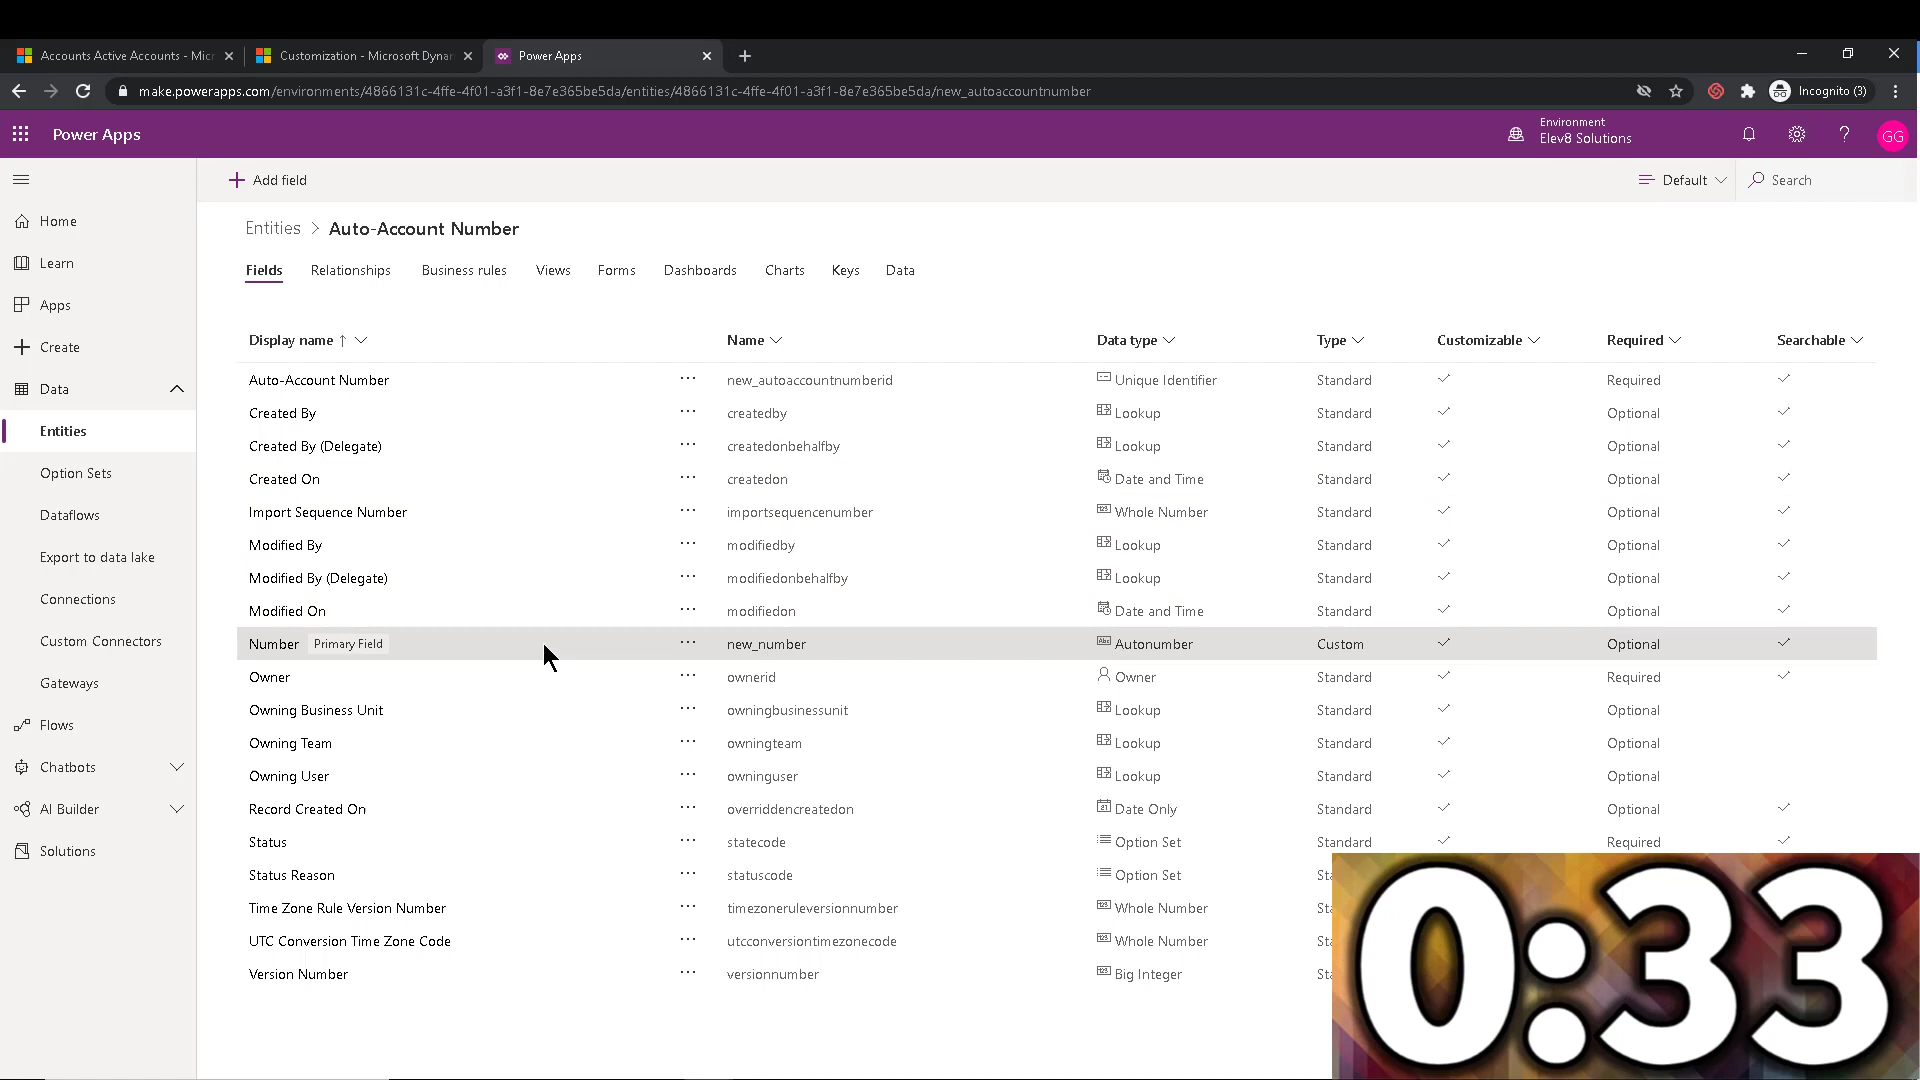 Accounts Active Accounts - Micr
Customization - Microsoft Dynan
Power Apps
make.powerapps.com/environments/4866131c-4ffe-4f01-a3f1-8e7e365be5da/entities/4866131c-4ffe-4f01-a3f1-8e7e365be5da/new_autoaccountnumber
Incognito (3)
Power Apps
Environment
Elev8 Solutions
GG
Add field
Default
Search
Home
Learn
Apps
Create
Data
Entities
Option Sets
Dataflows
Export to data lake
Connections
Custom Connectors
Gateways
Flows
Chatbots
AI Builder
Solutions
Entities > Auto-Account Number
Fields Relationships Business rules Views Forms Dashboards Charts Keys Data
Display name Name Data type Type Customizable Required Searchable
Auto-Account Number ... new_autoaccountnumberid Unique Identifier Standard Required
Created By ... createdby Lookup Standard Optional
Created By (Delegate) ... createdonbehalfby Lookup Standard Optional
Created On ... createdon Date and Time Standard Optional
Import Sequence Number ... importsequencenumber Whole Number Standard Optional
Modified By ... modifiedby Lookup Standard Optional
Modified By (Delegate) ... modifiedonbehalfby Lookup Standard Optional
Modified On ... modifiedon Date and Time Standard Optional
Number Primary Field ... new_number Autonumber Custom Optional
Owner ... ownerid Owner Standard Required
Owning Business Unit ... owningbusinessunit Lookup Standard Optional
Owning Team ... owningteam Lookup Standard Optional
Owning User ... owninguser Lookup Standard Optional
Record Created On ... overriddencreatedon Date Only Standard Optional
Status ... statecode Option Set Standard Required
Status Reason ... statuscode Option Set Sta
Time Zone Rule Version Number ... timezoneruleversionnumber Whole Number Sta
UTC Conversion Time Zone Code ... utcconversiontimezonecode Whole Number Sta
Version Number ... versionnumber Big Integer Sta
0:33